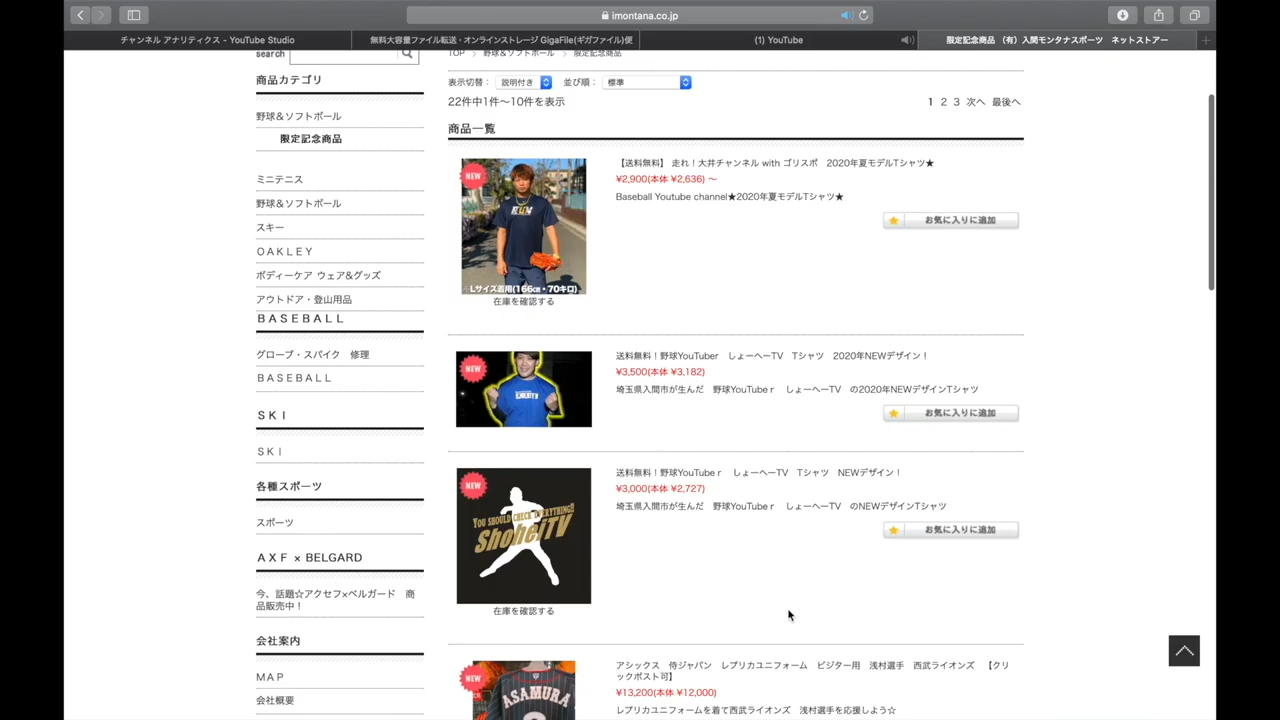 imontana.co.jp
チャンネル アナリティクス - YouTube Studio
無料大容量ファイル転送・オンラインストレージ GigaFile(ギガファイル)便
(1) YouTube
限定記念商品 （有）入間モンタナスポーツ ネットストアー
search
TOP > 野球＆ソフトボール > 限定記念商品
商品カテゴリ
野球＆ソフトボール
限定記念商品
ミニテニス
野球＆ソフトボール
スキー
ＯＡＫＬＥＹ
ボディーケア ウェア&グッズ
アウトドア・登山用品
ＢＡＳＥＢＡＬＬ
グローブ・スパイク　修理
ＢＡＳＥＢＡＬＬ
ＳＫＩ
ＳＫＩ
各種スポーツ
スポーツ
ＡＸＦ × BELGARD
今、話題☆アクセフ×ベルガード　商
品販売中！
会社案内
ＭＡＰ
会社概要
表示切替： 説明付き 並び順： 標準
22件中1件〜10件を表示
1 2 3 次へ 最後へ
商品一覧
NEW
※Lサイズ着用(166㎝・70キロ)
在庫を確認する
【送料無料】 走れ！大井チャンネル with ゴリスポ　2020年夏モデルTシャツ★
¥2,900(本体 ¥2,636) 〜
Baseball Youtube channel★2020年夏モデルTシャツ★
お気に入りに追加
NEW
送料無料！野球YouTuber　しょーへーTV　Tシャツ　2020年NEWデザイン！
¥3,500(本体 ¥3,182)
埼玉県入間市が生んだ　野球YouTubeｒ　しょーへーTV　の2020年NEWデザインTシャツ
お気に入りに追加
NEW
YOU SHOULD CHECK EVERYTHING!!
ShoheiTV
在庫を確認する
送料無料！野球YouTubeｒ　しょーへーTV　Tシャツ　NEWデザイン！
¥3,000(本体 ¥2,727)
埼玉県入間市が生んだ　野球YouTubeｒ　しょーへーTV　のNEWデザインTシャツ
お気に入りに追加
NEW
ASAMURA
アシックス　侍ジャパン　レプリカユニフォーム　ビジター用　浅村選手　西武ライオンズ　【クリ
ックポスト可】
¥13,200(本体 ¥12,000)
レプリカユニフォームを着て西武ライオンズ　浅村選手を応援しよう☆